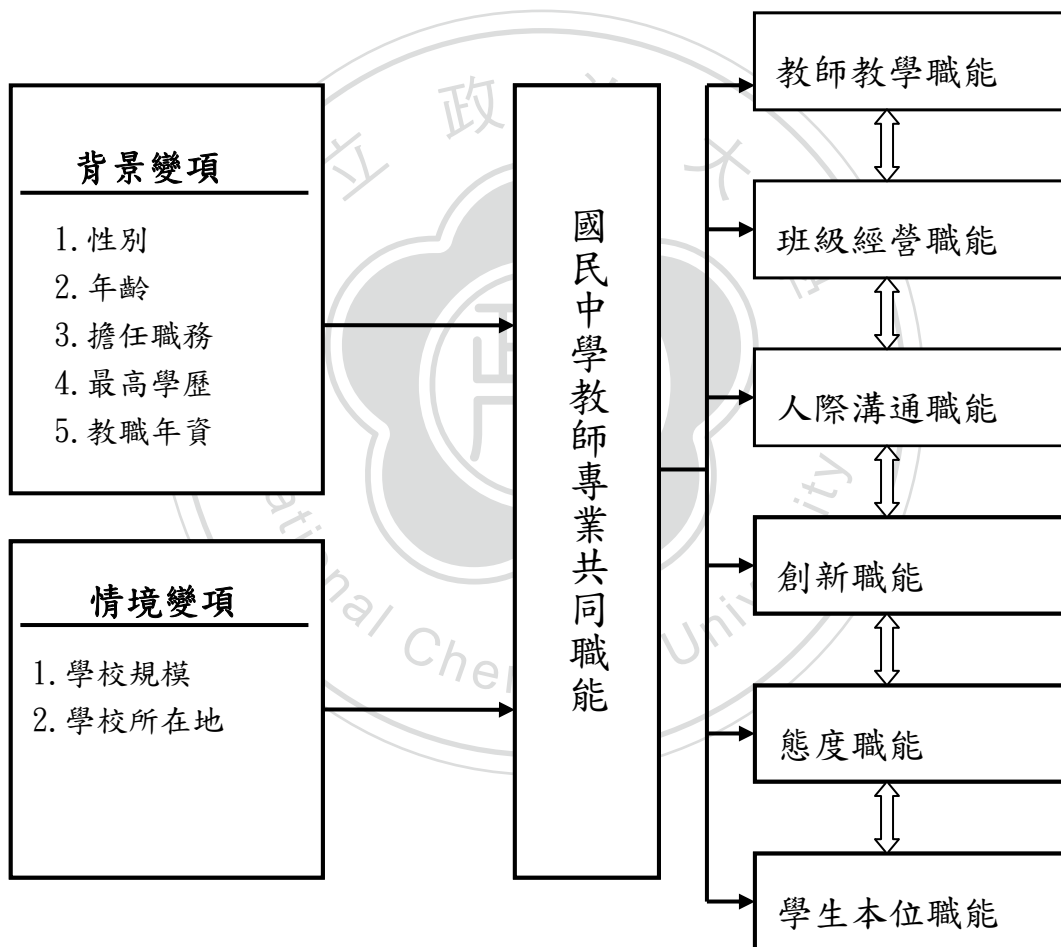 背景變項
1.性別
2.年齡
3.擔任職務
4.最高學歷
5.教職年資
情境變項
1.學校規模
2.學校所在地
國民中學教師專業共同職能
教師教學職能
班級經營職能
人際溝通職能
創新職能
態度職能
學生本位職能
立政
大